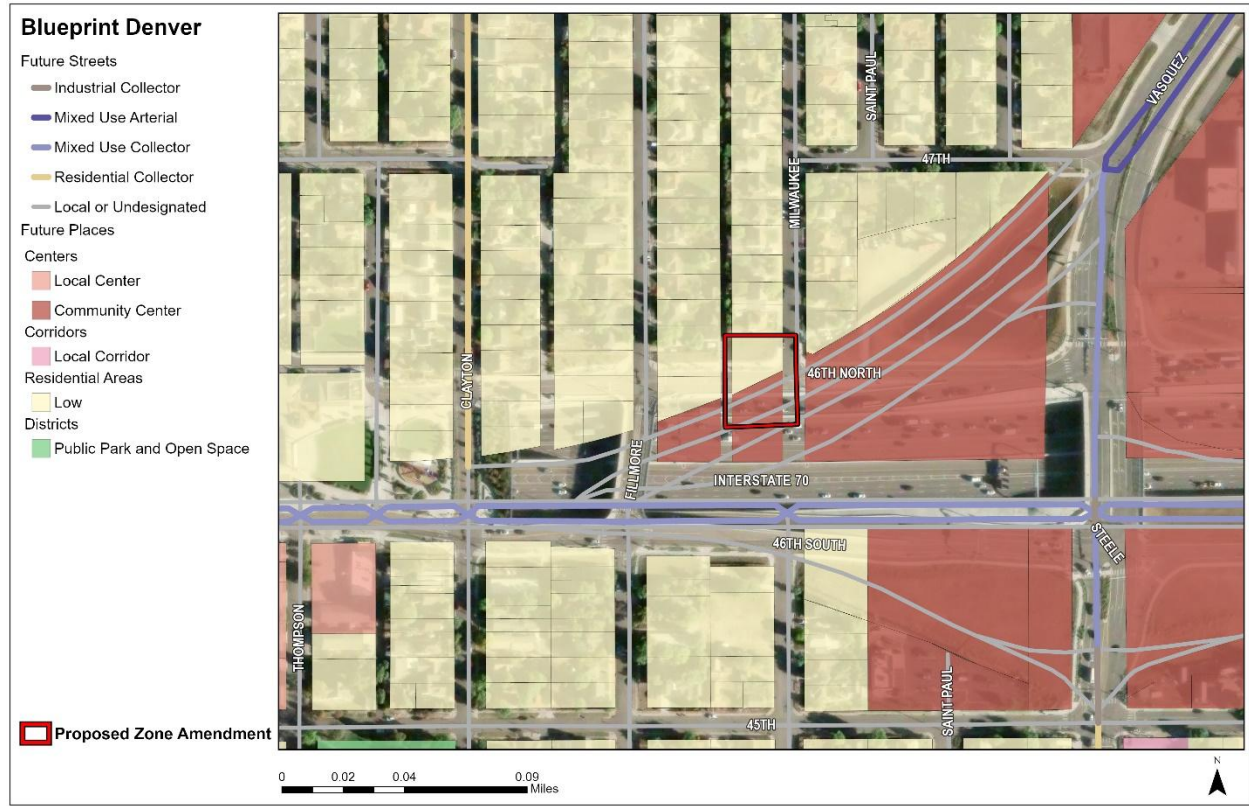 Blueprint Denver
Future Streets
Industrial Collector
Mixed Use Arterial
Mixed Use Collector
Residential Collector
Local or Undesignated
Future Places
Centers
Local Center
Community Center
Corridors
Local Corridor
Residential Areas
Low
Districts
Public Park and Open Space
Proposed Zone Amendment
SAINT PAUL
VASQUEZ
47TH
MILWAUKEE
CLAYTON
46TH NORTH
FILLMORE
INTERSTATE 70
46TH SOUTH
STEELE
THOMPSON
SAINT PAUL
45TH
0 0.02 0.04 0.09
Miles
N